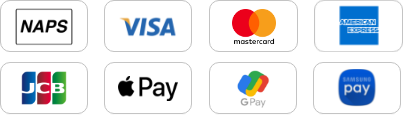 NAPS
VISA
mastercard
AMERICAN
EXPRESS
JCB
Pay
G Pay
SAMSUNG
pay